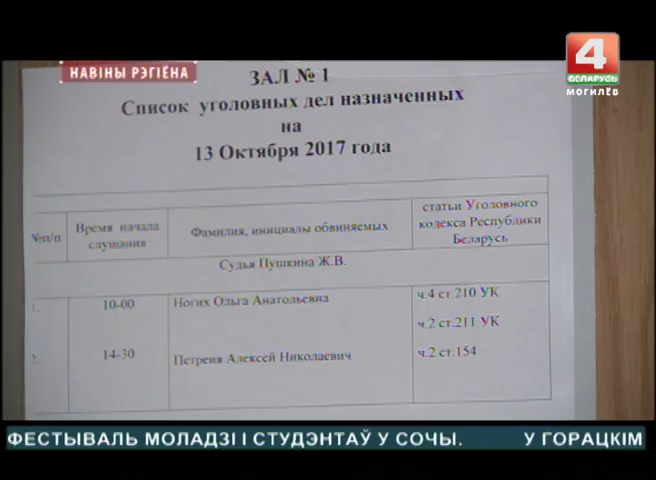 НАВІНЫ РЭГІЁНА
4
БЕЛАРУСЬ
МОГИЛЁВ
ЗАЛ № 1
Список уголовных дел назначенных
на
13 Октября 2017 года
№п/п
Время начала
слушания
Фамилия, инициалы обвиняемых
статьи Уголовного
кодекса Республики
Беларусь
Судья Пушкина Ж.В.
1.
10-00
Ногих Ольга Анатольевна
ч.4 ст.210 УК
ч.2 ст.211 УК
2.
14-30
Петреня Алексей Николаевич
ч.2 ст.154
ФЕСТЫВАЛЬ МОЛАДЗІ І СТУДЭНТАЎ У СОЧЫ. У ГОРАЦКІМ